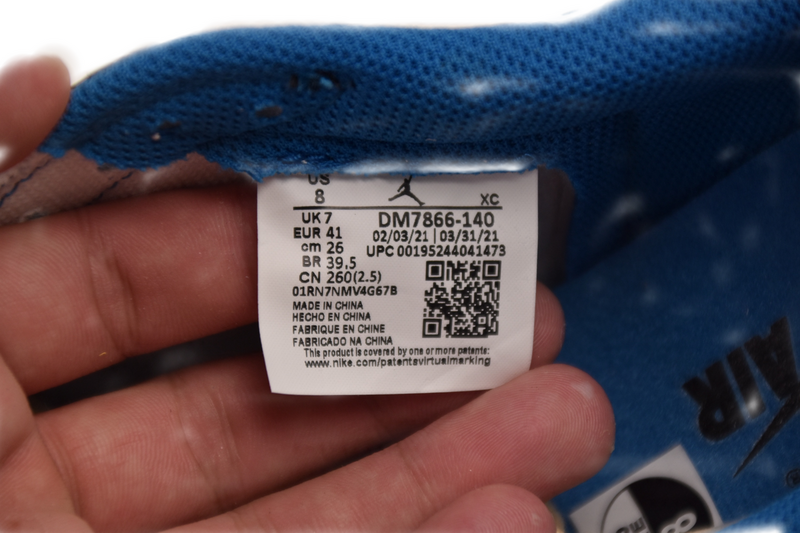 US
8
XC
UK 7
DM7866-140
EUR 41
02/03/21 | 03/31/21
cm 26
UPC 00195244041473
BR 39,5
CN 260(2.5)
01RN7NMV4G67B
MADE IN CHINA
HECHO EN CHINA
FABRIQUE EN CHINE
FABRICADO NA CHINA
This product is covered by one or more patents:
www.nike.com/patentsvirtualmarking
AIR